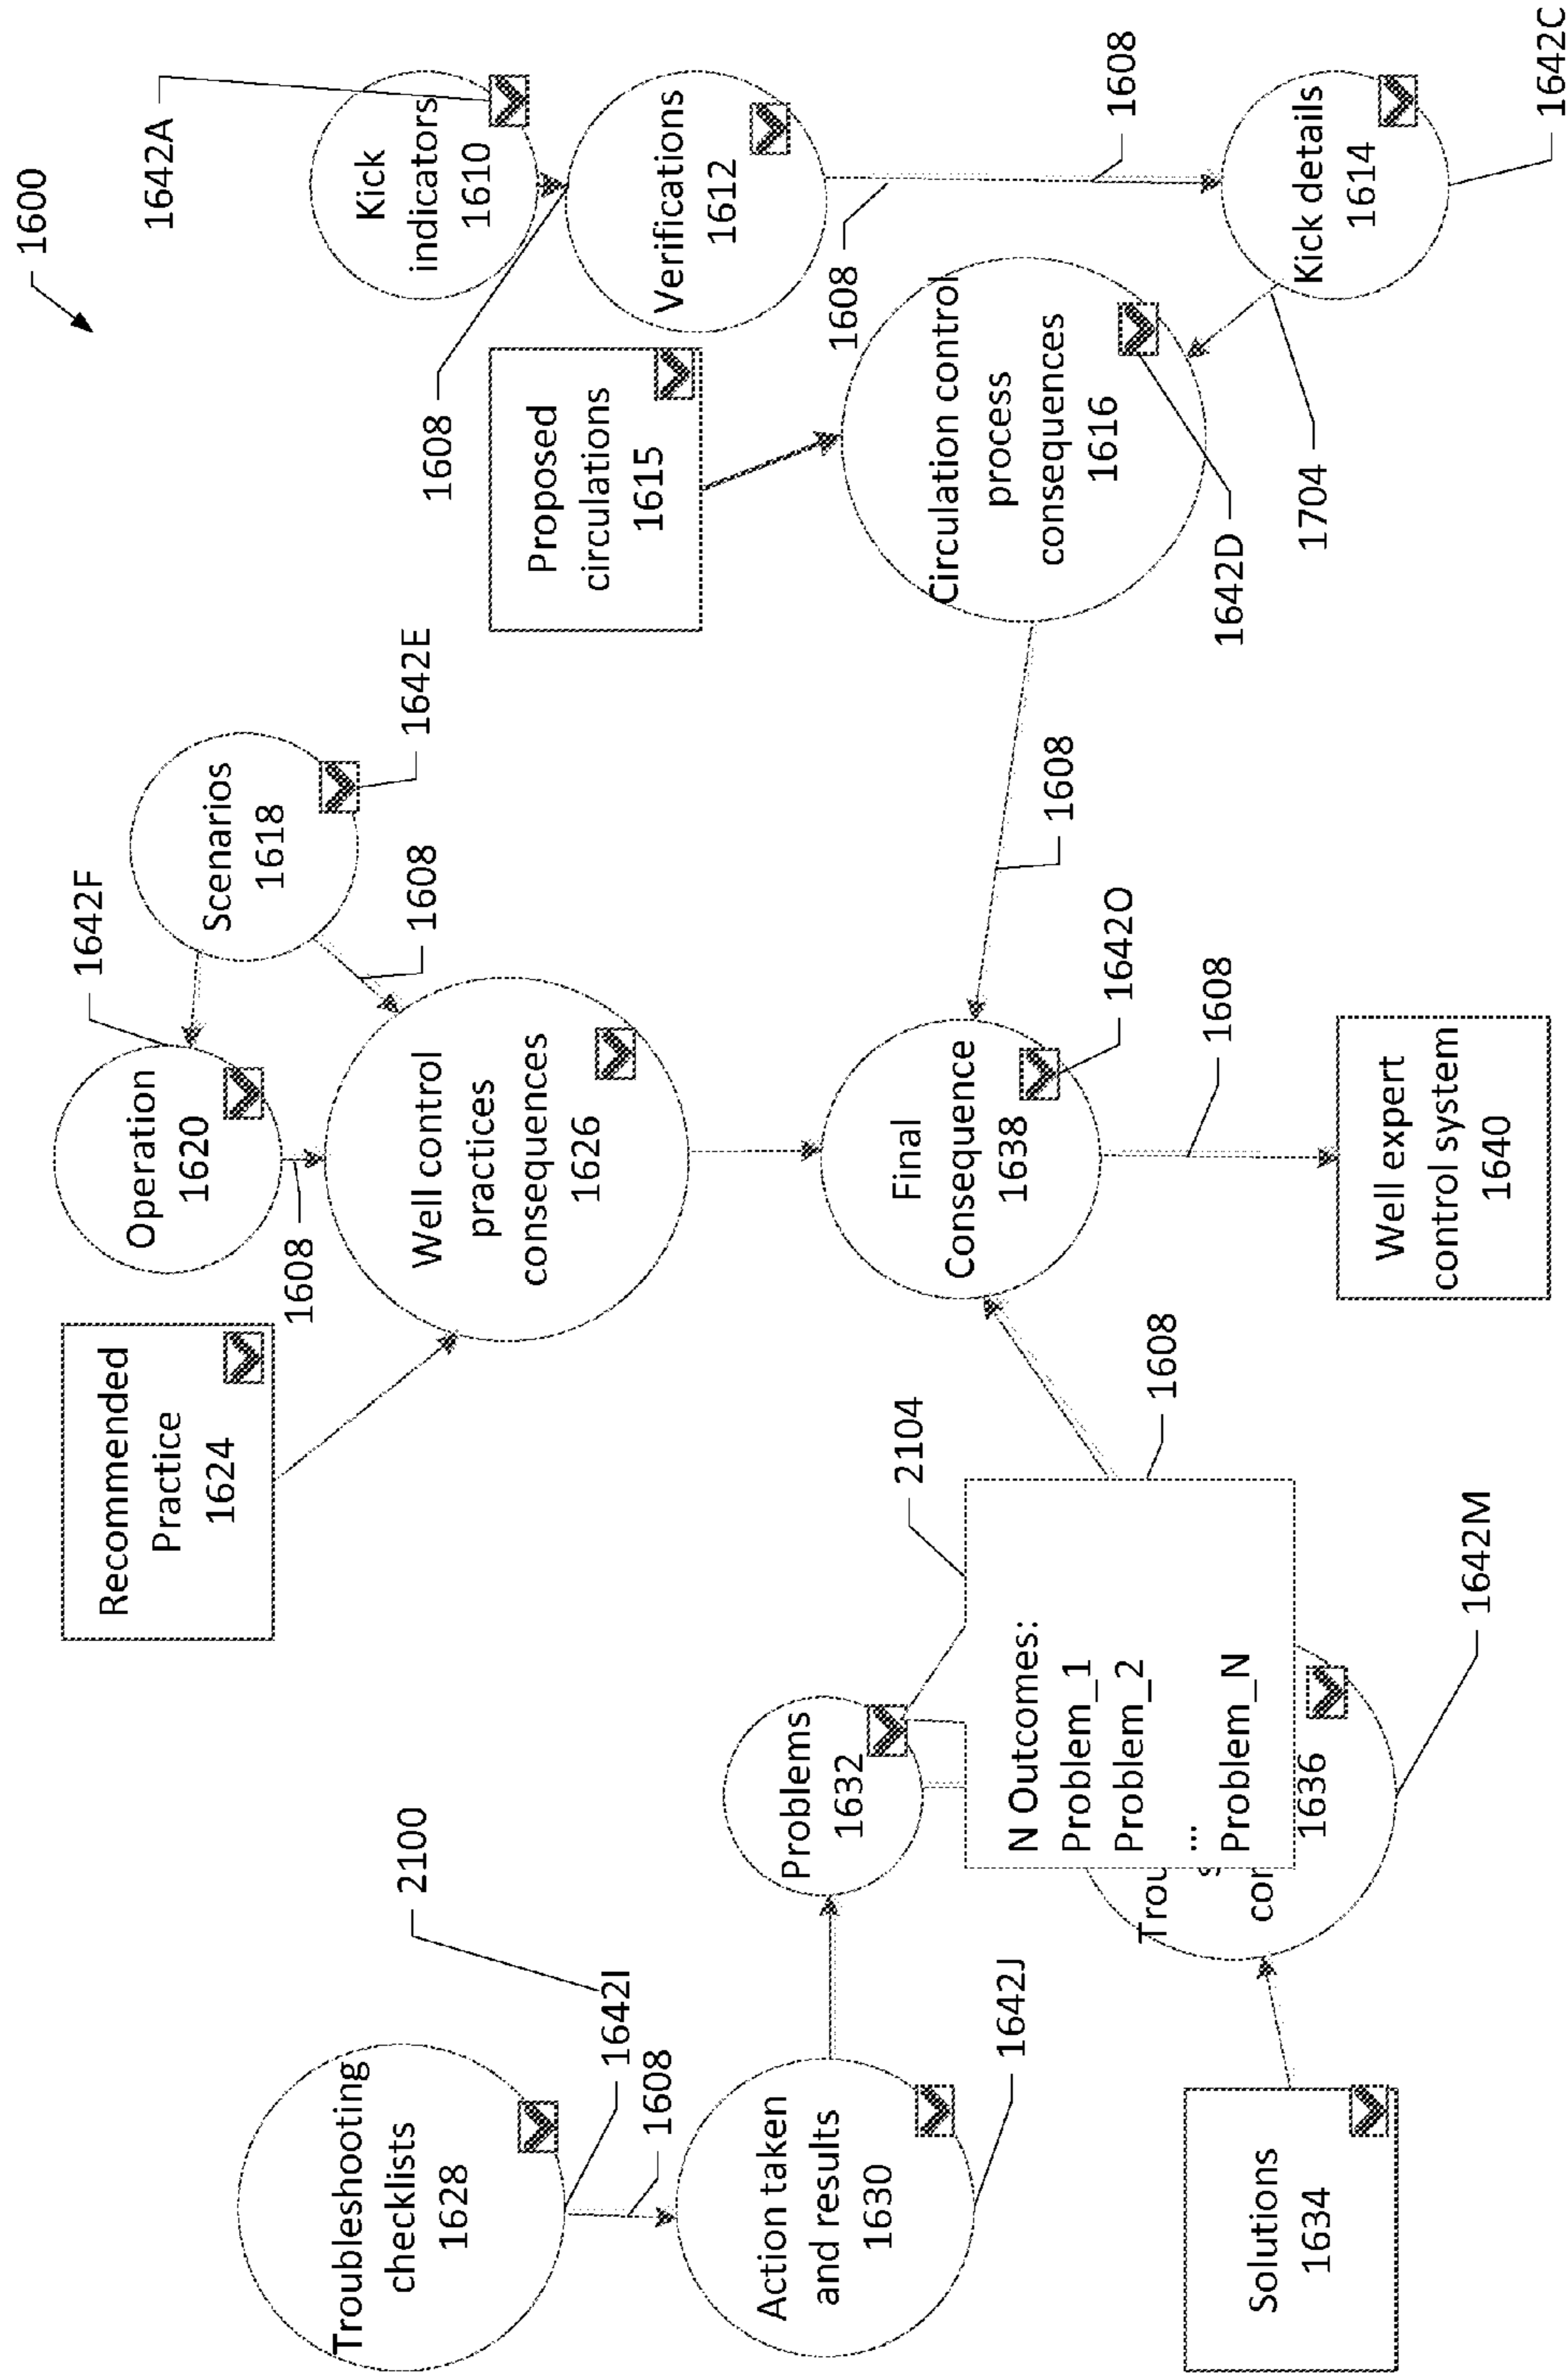 1600
1642A
Kick
indicators
1610
1608
Verifications
1612
1608
1608
Kick details
1614
1642C
Proposed
circulations
1615
Circulation control
process
consequences
1616
1642D
1704
1642F
Scenarios
1618
1642E
1608
Operation
1620
1608
Recommended
Practice
1624
Well control
practices
consequences
1626
1608
Final
Consequence
1638
1642O
1608
Well expert
control system
1640
Troubleshooting
checklists
1628
2100
1642I
1608
Action taken
and results
1630
1642J
Problems
1632
2104
N Outcomes:
Problem_1
Problem_2
...
Problem_N
1608
Trou
s
cor
1636
1642M
Solutions
1634